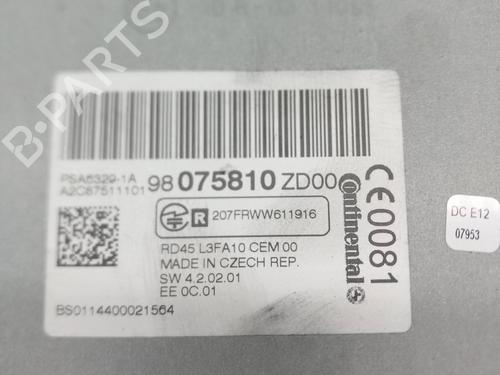 B-PARTS
PSA6329-1A
A2C87511101
98 075810 ZD00
R 207FRWW611916
RD45 L3FA10 CEM 00
MADE IN CZECH REP.
SW 4.2.02.01
EE 0C.01
BS0114400021564
Continental
CE0081
DC E12
07953